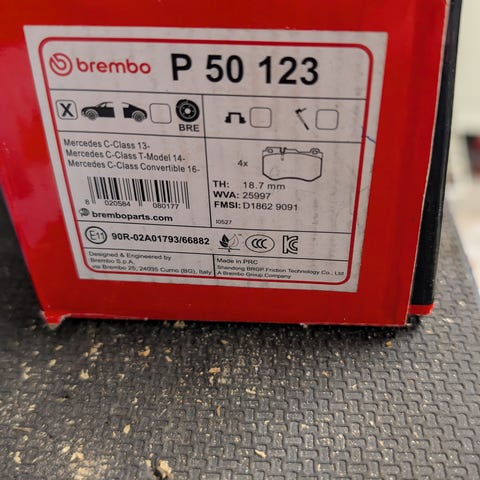 brembo P 50 123
X
BRE
Mercedes C-Class 13-
Mercedes C-Class T-Model 14-
Mercedes C-Class Convertible 16-
4x
8 020584 080177
TH: 18.7 mm
WVA: 25997
FMSI: D1862 9091
bremboparts.com
I0527
E11 90R-02A01793/66882
CCC
Designed & Engineered by
Brembo S.p.A.
via Brembo 25, 24035 Curno (BG), Italy
Made in PRC
Shandong BRGP Friction Technology Co., Ltd
A Brembo Group Company